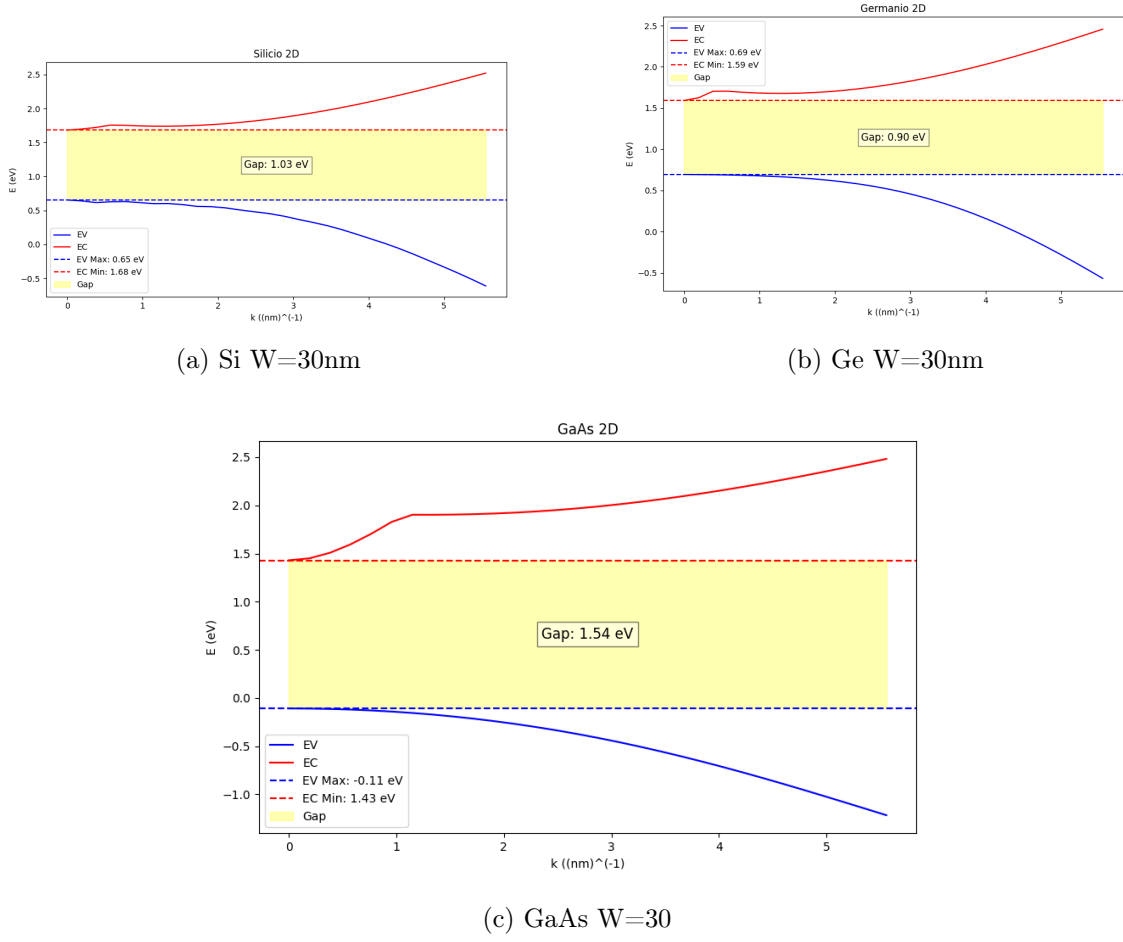 Silicio 2D
E (eV)
2.5
2.0
1.5
1.0
0.5
0.0
−0.5
Gap: 1.03 eV
EV
EC
EV Max: 0.65 eV
EC Min: 1.68 eV
Gap
0 1 2 3 4 5
k ((nm)^(-1)
(a) Si W=30nm
Germanio 2D
E (eV)
2.5
2.0
1.5
1.0
0.5
0.0
−0.5
EV
EC
EV Max: 0.69 eV
EC Min: 1.59 eV
Gap
Gap: 0.90 eV
0 1 2 3 4 5
k ((nm)^(-1)
(b) Ge W=30nm
GaAs 2D
E (eV)
2.5
2.0
1.5
1.0
0.5
0.0
−0.5
−1.0
Gap: 1.54 eV
EV
EC
EV Max: -0.11 eV
EC Min: 1.43 eV
Gap
0 1 2 3 4 5
k ((nm)^(-1)
(c) GaAs W=30